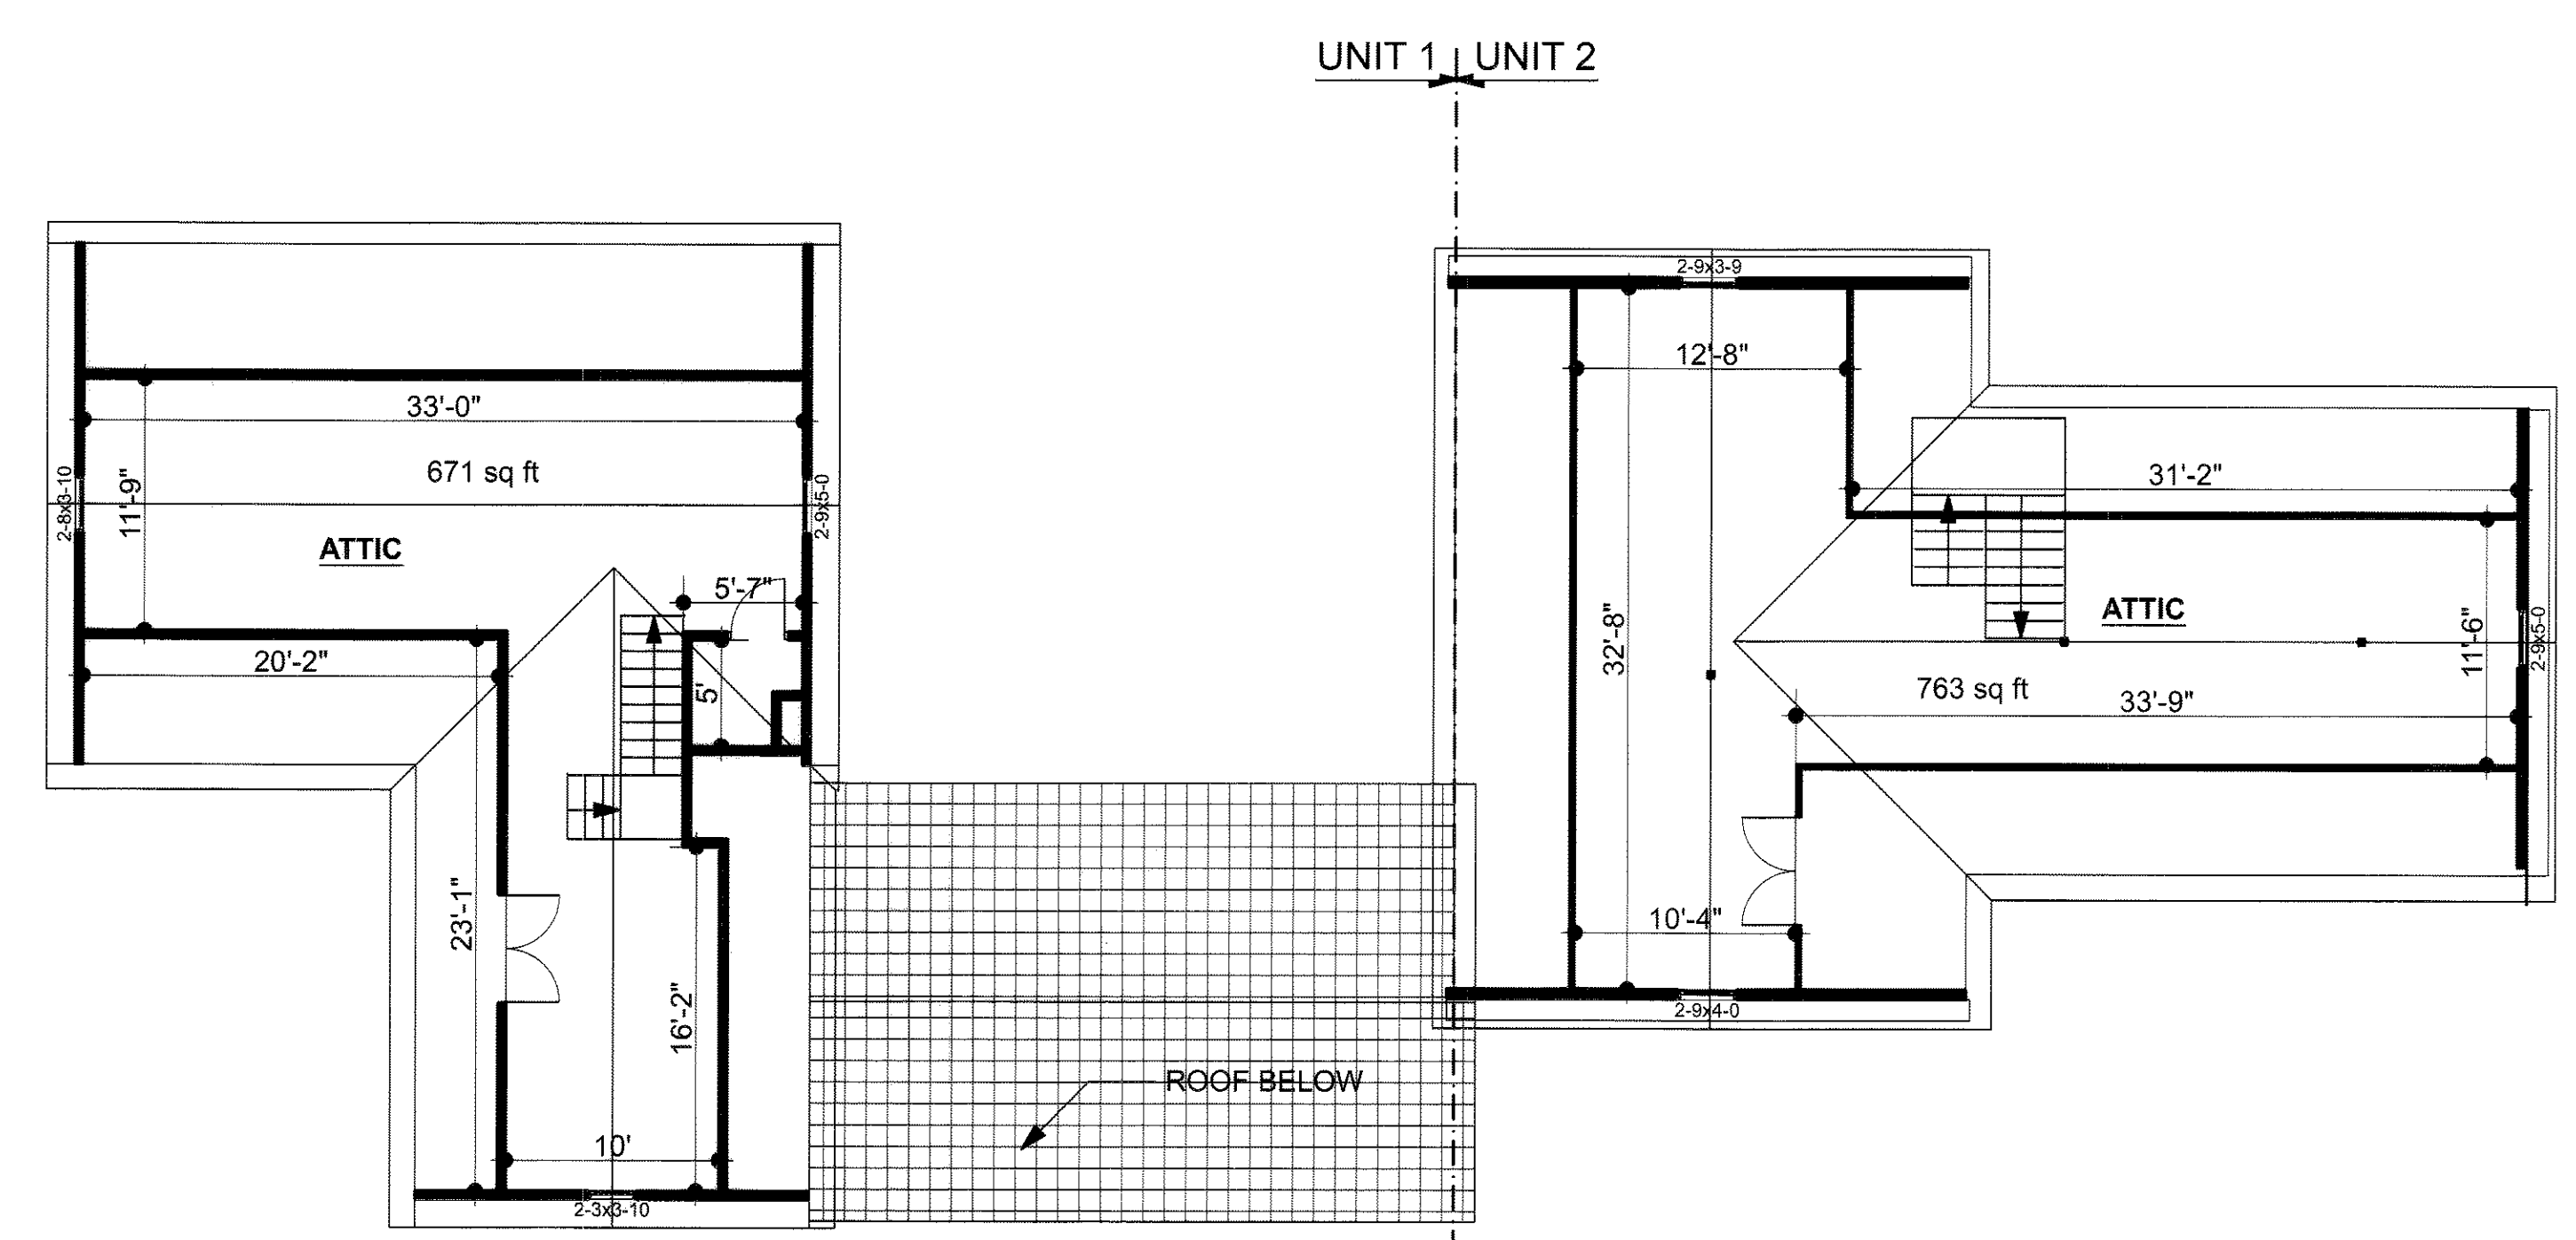 UNIT 1 UNIT 2
33'-0"
671 sq ft
11'-9"
2-8x3-10
2-9x5-0
ATTIC
5'-7"
20'-2"
5'
23'-1"
16'-2"
10'
2-3x3-10
ROOF BELOW
2-9x3-9
12'-8"
31'-2"
32'-8"
ATTIC
11'-6"
2-9x5-0
763 sq ft
33'-9"
10'-4"
2-9x4-0